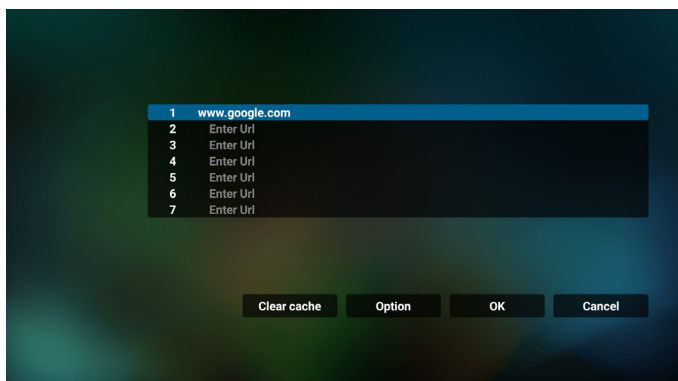 1 www.google.com
2 Enter Url
3 Enter Url
4 Enter Url
5 Enter Url
6 Enter Url
7 Enter Url
Clear cache Option OK Cancel